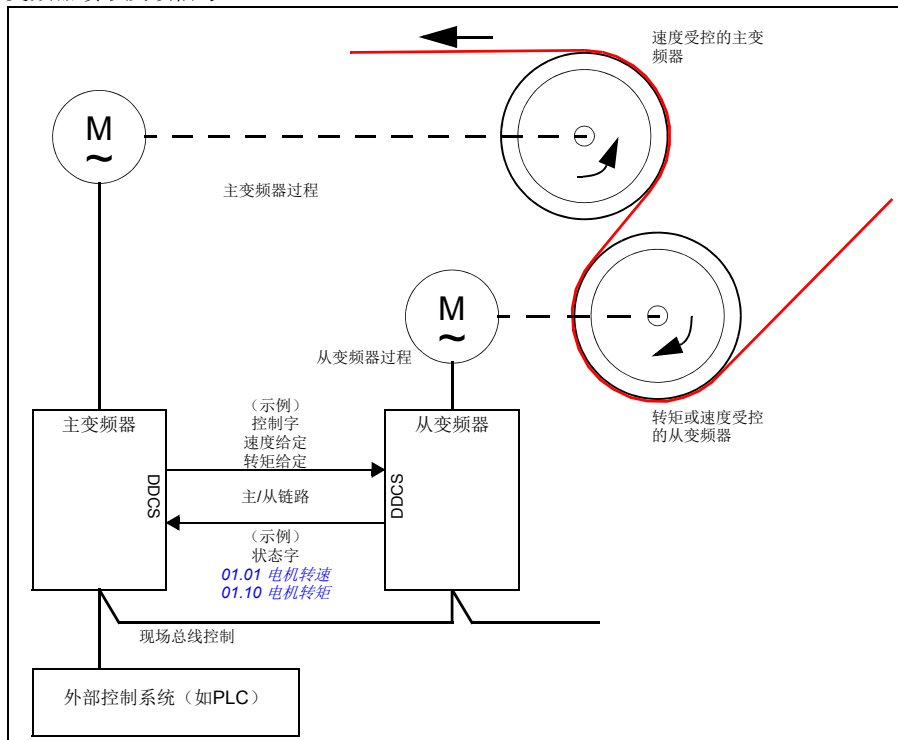 速度受控的主变
频器
M
~
主变频器过程
M
~
从变频器过程
转矩或速度受控
的从变频器
主变频器
(示例)
控制字
速度给定
转矩给定
从变频器
DDCS
DDCS
主/从链路
(示例)
状态字
01.01 电机转速
01.10 电机转矩
现场总线控制
外部控制系统（如PLC）